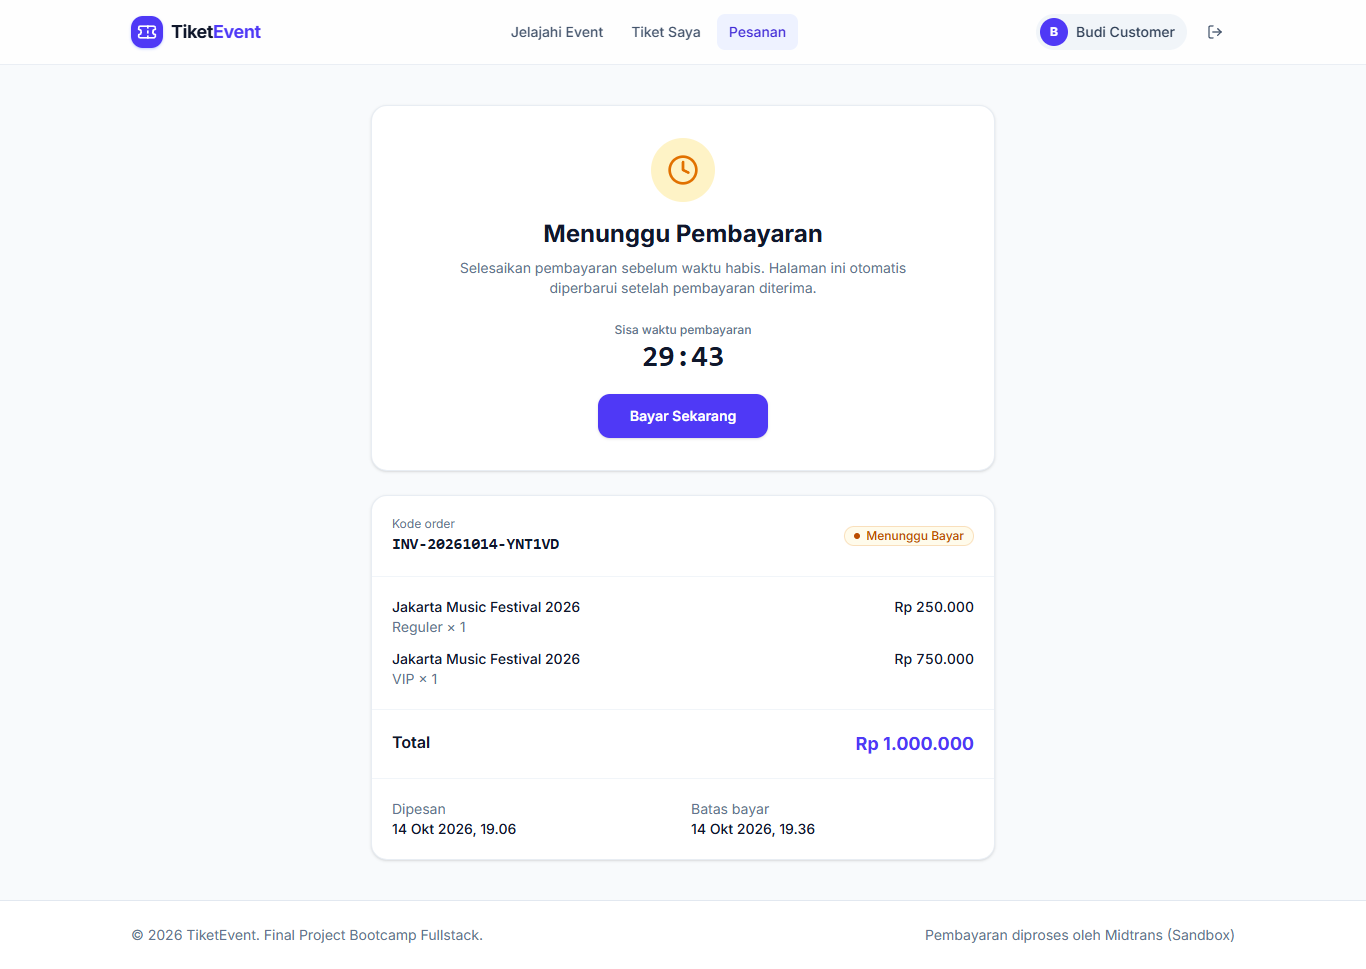 TiketEvent
Jelajahi Event
Tiket Saya
Pesanan
B
Budi Customer
Menunggu Pembayaran
Selesaikan pembayaran sebelum waktu habis. Halaman ini otomatis
diperbarui setelah pembayaran diterima.
Sisa waktu pembayaran
29:43
Bayar Sekarang
Kode order
INV-20261014-YNT1VD
Menunggu Bayar
Jakarta Music Festival 2026
Rp 250.000
Reguler × 1
Jakarta Music Festival 2026
Rp 750.000
VIP × 1
Total
Rp 1.000.000
Dipesan
14 Okt 2026, 19.06
Batas bayar
14 Okt 2026, 19.36
© 2026 TiketEvent. Final Project Bootcamp Fullstack.
Pembayaran diproses oleh Midtrans (Sandbox)